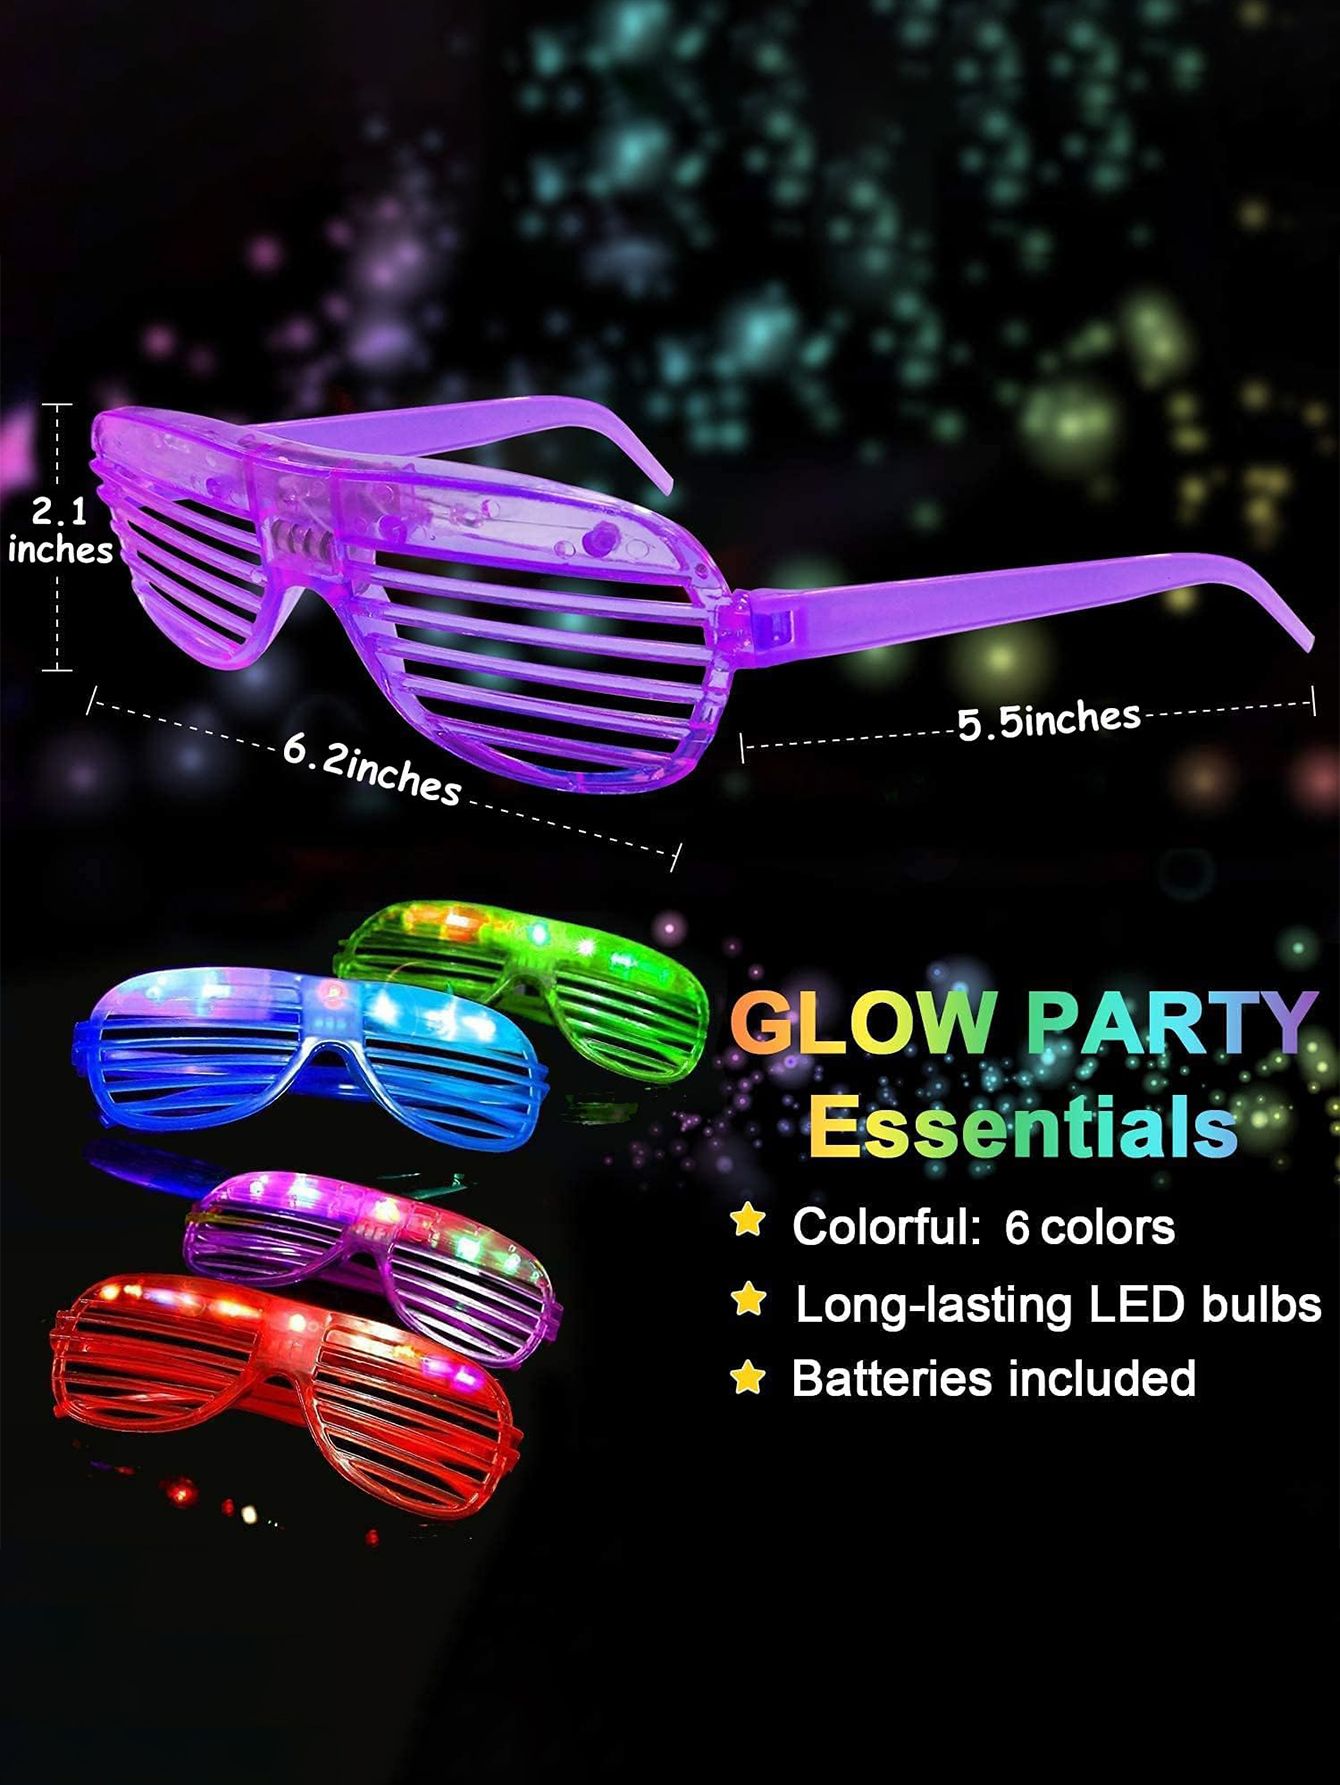 2.1
inches
6.2inches
5.5inches
GLOW PARTY
Essentials
Colorful: 6 colors
Long-lasting LED bulbs
Batteries included